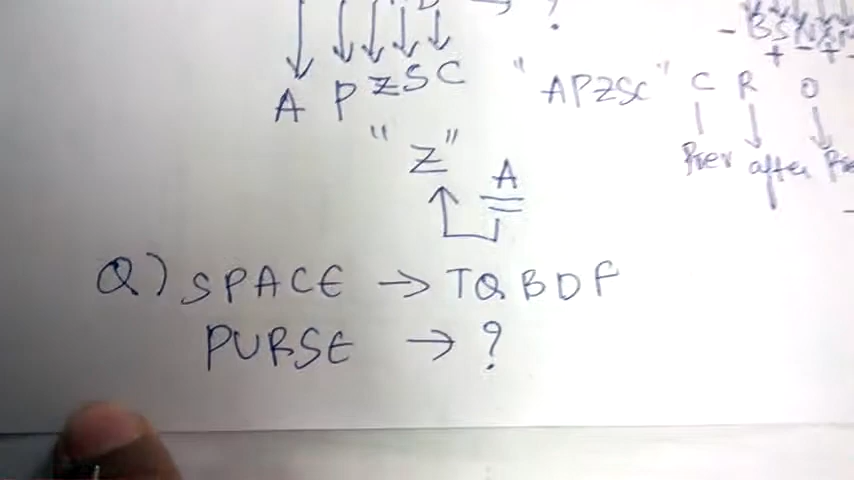 → ?
A P Z S C
"APZSC" C R O
"Z"
Prev after
A
Q) SPACE → TQBDF
PURSE → ?